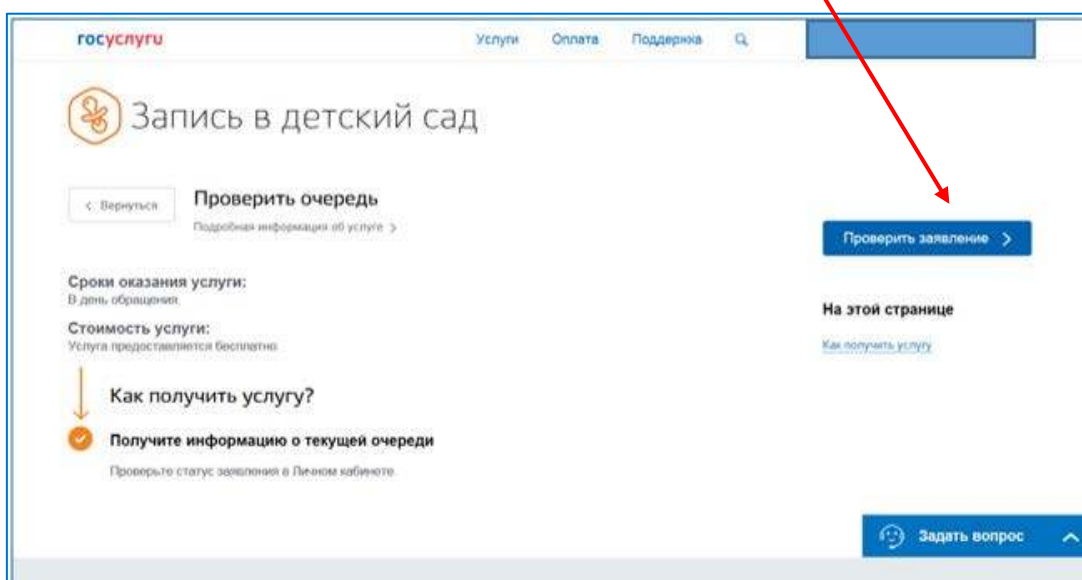 госуслуги
Услуги Оплата Поддержка
Запись в детский сад
Вернуться
Проверить очередь
Подробная информация об услуге
Проверить заявление
Сроки оказания услуги:
В день обращения
Стоимость услуги:
Услуга предоставляется бесплатно
На этой странице
Как получить услугу
Как получить услугу?
Получите информацию о текущей очереди
Проверьте статус заявления в Личном кабинете.
Задать вопрос